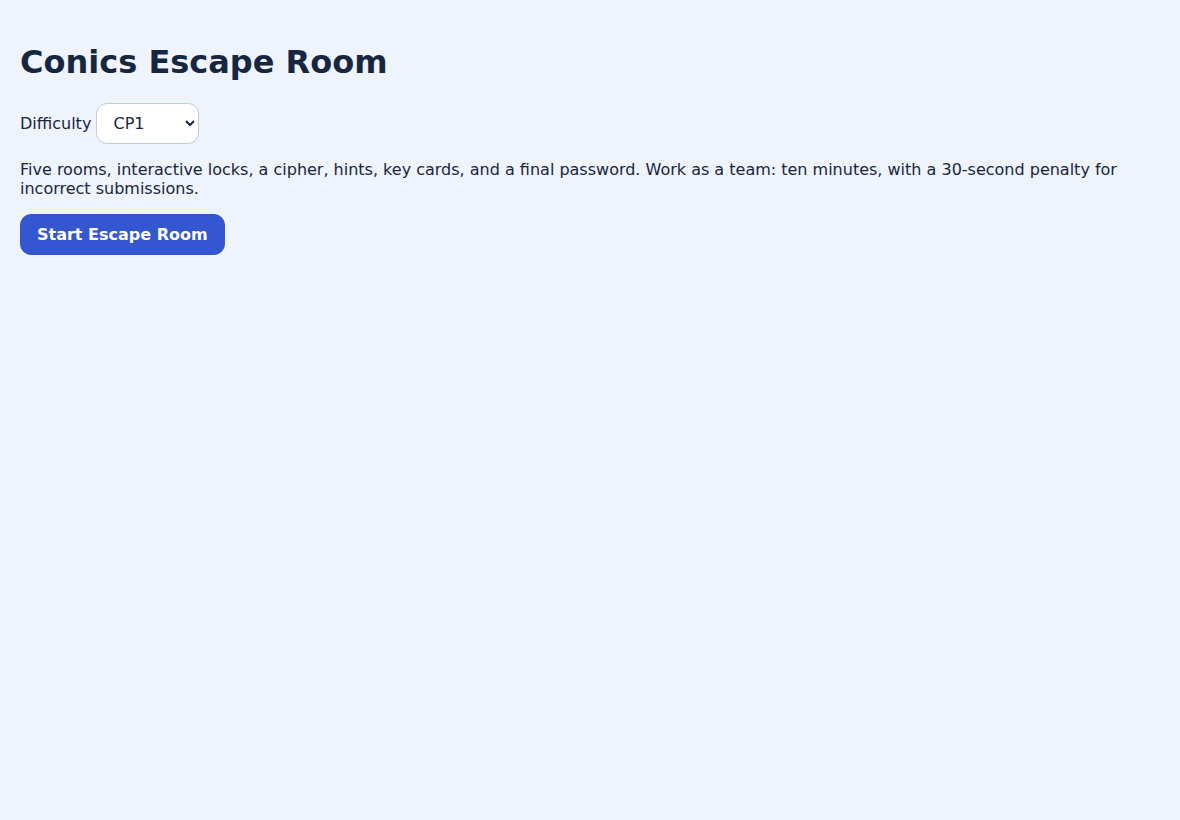 Conics Escape Room
Difficulty CP1
Five rooms, interactive locks, a cipher, hints, key cards, and a final password. Work as a team: ten minutes, with a 30-second penalty for
incorrect submissions.
Start Escape Room